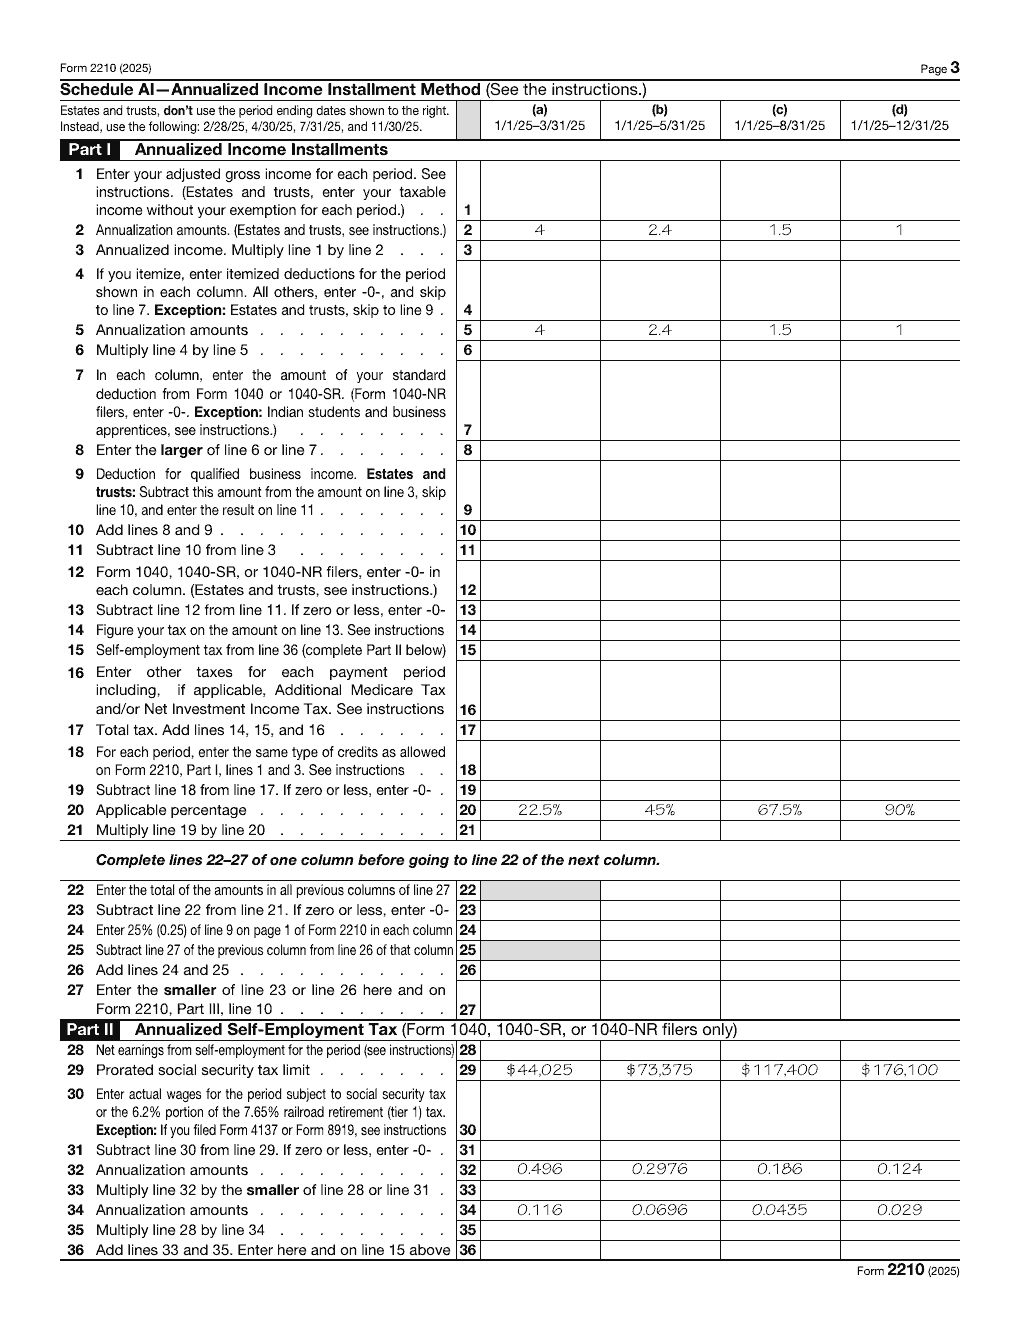 Form 2210 (2025) Page 3
Schedule AI—Annualized Income Installment Method (See the instructions.)
Estates and trusts, don't use the period ending dates shown to the right.
Instead, use the following: 2/28/25, 4/30/25, 7/31/25, and 11/30/25.
(a) (b) (c) (d)
1/1/25–3/31/25 1/1/25–5/31/25 1/1/25–8/31/25 1/1/25–12/31/25
Part I Annualized Income Installments
1 Enter your adjusted gross income for each period. See
instructions. (Estates and trusts, enter your taxable
income without your exemption for each period.) . . 1
2 Annualization amounts. (Estates and trusts, see instructions.) 2 4 2.4 1.5 1
3 Annualized income. Multiply line 1 by line 2 . . . 3
4 If you itemize, enter itemized deductions for the period
shown in each column. All others, enter -0-, and skip
to line 7. Exception: Estates and trusts, skip to line 9 . 4
5 Annualization amounts . . . . . . . . . . 5 4 2.4 1.5 1
6 Multiply line 4 by line 5 . . . . . . . . . . 6
7 In each column, enter the amount of your standard
deduction from Form 1040 or 1040-SR. (Form 1040-NR
filers, enter -0-. Exception: Indian students and business
apprentices, see instructions.) . . . . . . . . 7
8 Enter the larger of line 6 or line 7 . . . . . . . 8
9 Deduction for qualified business income. Estates and
trusts: Subtract this amount from the amount on line 3, skip
line 10, and enter the result on line 11 . . . . . . . 9
10 Add lines 8 and 9 . . . . . . . . . . . . 10
11 Subtract line 10 from line 3 . . . . . . . . 11
12 Form 1040, 1040-SR, or 1040-NR filers, enter -0- in
each column. (Estates and trusts, see instructions.) 12
13 Subtract line 12 from line 11. If zero or less, enter -0- 13
14 Figure your tax on the amount on line 13. See instructions 14
15 Self-employment tax from line 36 (complete Part II below) 15
16 Enter other taxes for each payment period
including, if applicable, Additional Medicare Tax
and/or Net Investment Income Tax. See instructions 16
17 Total tax. Add lines 14, 15, and 16 . . . . . . 17
18 For each period, enter the same type of credits as allowed
on Form 2210, Part I, lines 1 and 3. See instructions . . 18
19 Subtract line 18 from line 17. If zero or less, enter -0- . 19
20 Applicable percentage . . . . . . . . . . 20 22.5% 45% 67.5% 90%
21 Multiply line 19 by line 20 . . . . . . . . . 21
Complete lines 22–27 of one column before going to line 22 of the next column.
22 Enter the total of the amounts in all previous columns of line 27 22
23 Subtract line 22 from line 21. If zero or less, enter -0- 23
24 Enter 25% (0.25) of line 9 on page 1 of Form 2210 in each column 24
25 Subtract line 27 of the previous column from line 26 of that column 25
26 Add lines 24 and 25 . . . . . . . . . . . 26
27 Enter the smaller of line 23 or line 26 here and on
Form 2210, Part III, line 10 . . . . . . . . . 27
Part II Annualized Self-Employment Tax (Form 1040, 1040-SR, or 1040-NR filers only)
28 Net earnings from self-employment for the period (see instructions) 28
29 Prorated social security tax limit . . . . . . . 29 $44,025 $73,375 $117,400 $176,100
30 Enter actual wages for the period subject to social security tax
or the 6.2% portion of the 7.65% railroad retirement (tier 1) tax.
Exception: If you filed Form 4137 or Form 8919, see instructions 30
31 Subtract line 30 from line 29. If zero or less, enter -0- . 31
32 Annualization amounts . . . . . . . . . . 32 0.496 0.2976 0.186 0.124
33 Multiply line 32 by the smaller of line 28 or line 31 . 33
34 Annualization amounts . . . . . . . . . . 34 0.116 0.0696 0.0435 0.029
35 Multiply line 28 by line 34 . . . . . . . . . 35
36 Add lines 33 and 35. Enter here and on line 15 above 36
Form 2210 (2025)